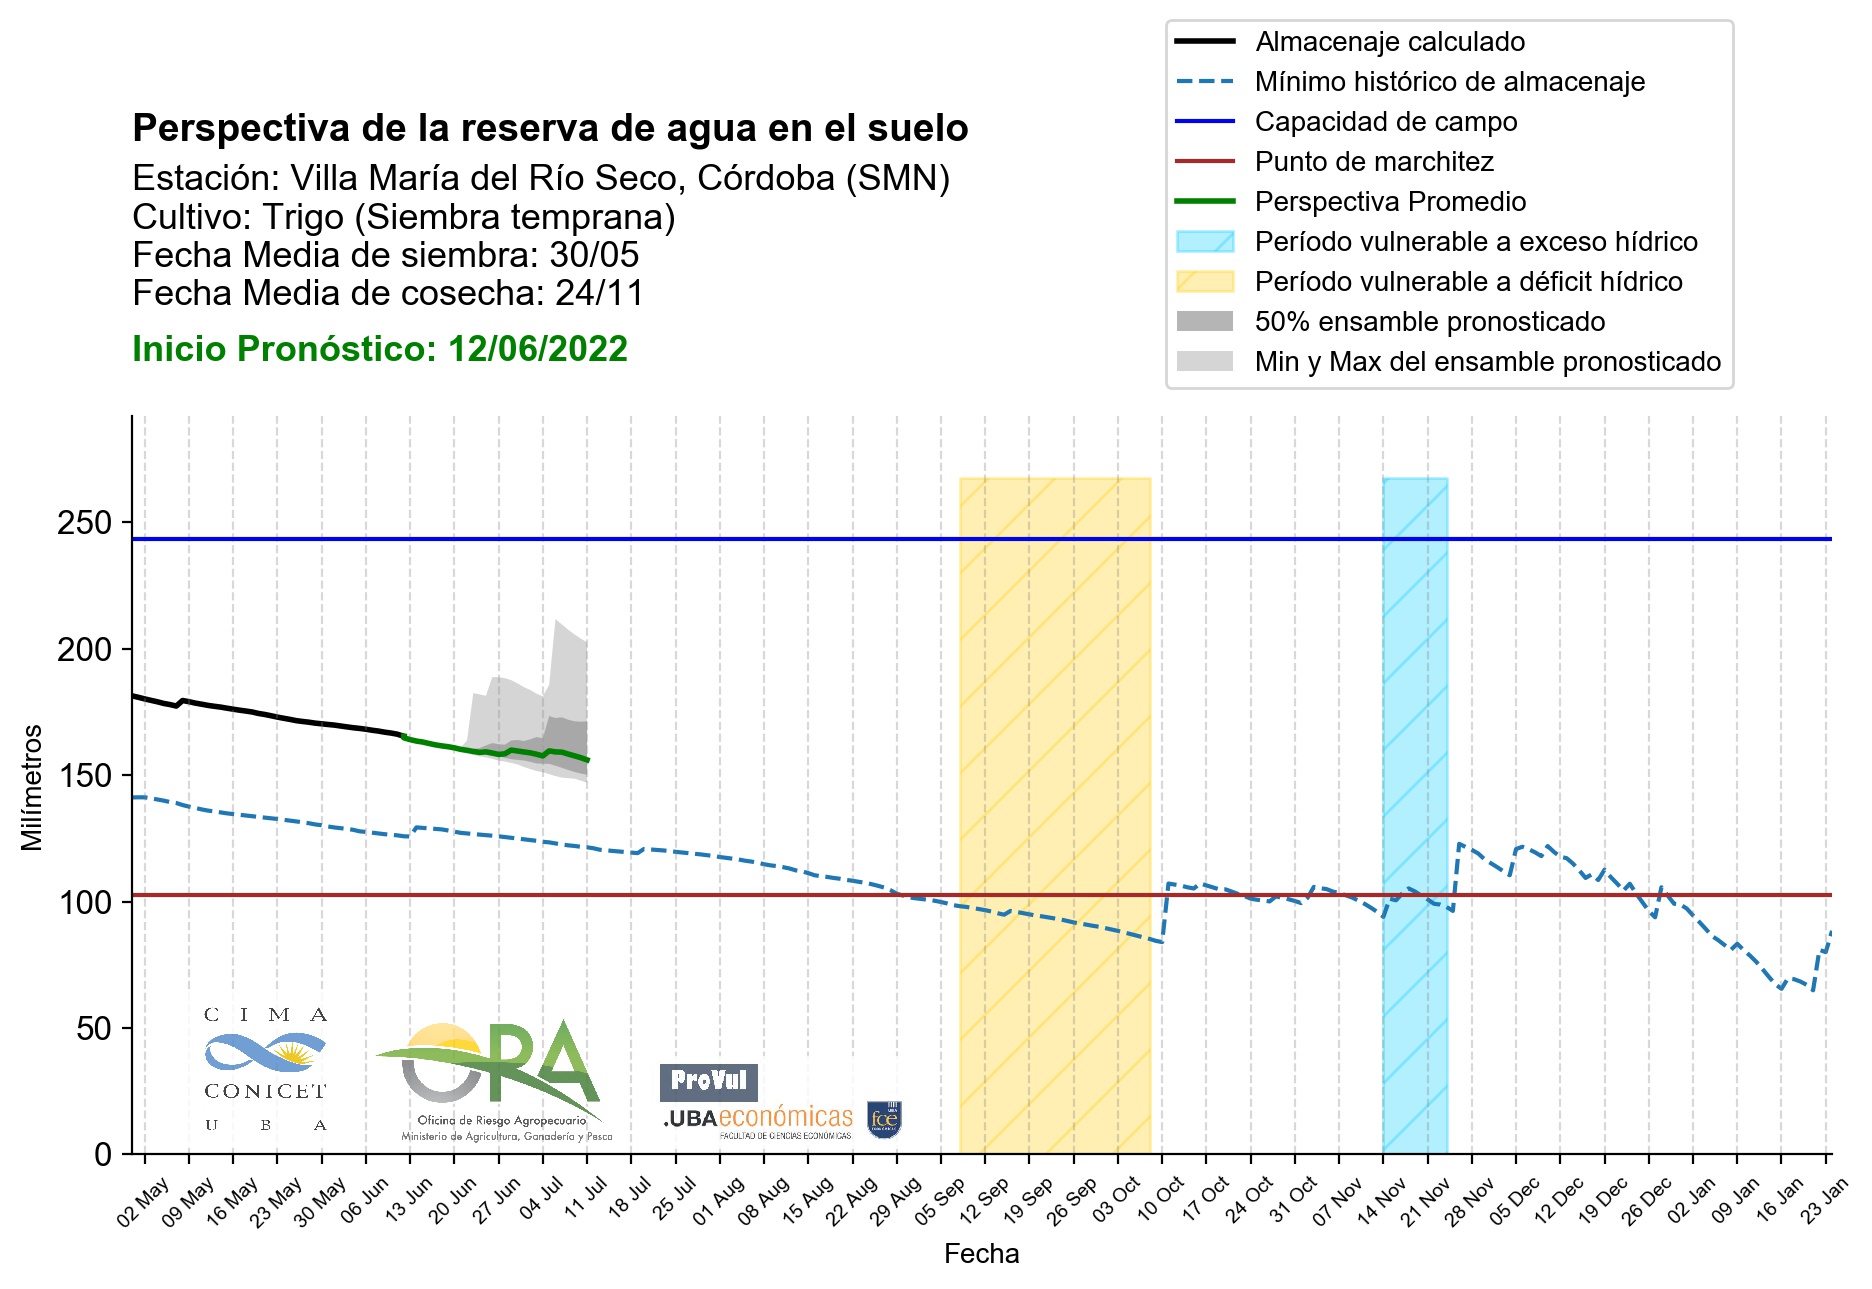 Almacenaje calculado
Mínimo histórico de almacenaje
Capacidad de campo
Punto de marchitez
Perspectiva Promedio
Período vulnerable a exceso hídrico
Período vulnerable a déficit hídrico
50% ensamble pronosticado
Min y Max del ensamble pronosticado
Perspectiva de la reserva de agua en el suelo
Estación: Villa María del Río Seco, Córdoba (SMN)
Cultivo: Trigo (Siembra temprana)
Fecha Media de siembra: 30/05
Fecha Media de cosecha: 24/11
Inicio Pronóstico: 12/06/2022
Milímetros
250
200
150
100
50
0
C I M A
CONICET
U B A
ORA
Oficina de Riesgo Agropecuario
Ministerio de Agricultura, Ganadería y Pesca
ProVul
.UBAeconómicas
FACULTAD DE CIENCIAS ECONÓMICAS
fce
02 May
09 May
16 May
23 May
30 May
06 Jun
13 Jun
20 Jun
27 Jun
04 Jul
11 Jul
18 Jul
25 Jul
01 Aug
08 Aug
15 Aug
22 Aug
29 Aug
05 Sep
12 Sep
19 Sep
26 Sep
03 Oct
10 Oct
17 Oct
24 Oct
31 Oct
07 Nov
14 Nov
21 Nov
28 Nov
05 Dec
12 Dec
19 Dec
26 Dec
02 Jan
09 Jan
16 Jan
23 Jan
Fecha